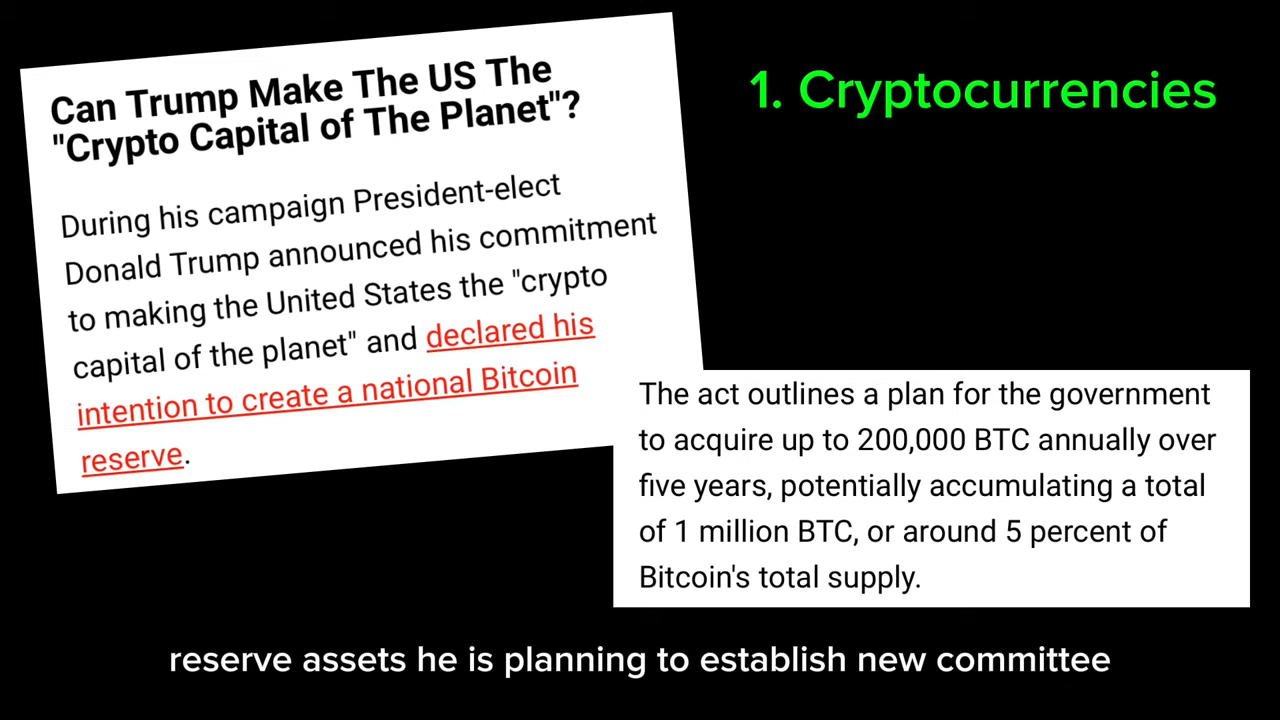 Can Trump Make The US The
"Crypto Capital of The Planet"?
During his campaign President-elect
Donald Trump announced his commitment
to making the United States the "crypto
capital of the planet" and declared his
intention to create a national Bitcoin
reserve.
1. Cryptocurrencies
The act outlines a plan for the government
to acquire up to 200,000 BTC annually over
five years, potentially accumulating a total
of 1 million BTC, or around 5 percent of
Bitcoin's total supply.
reserve assets he is planning to establish new committee